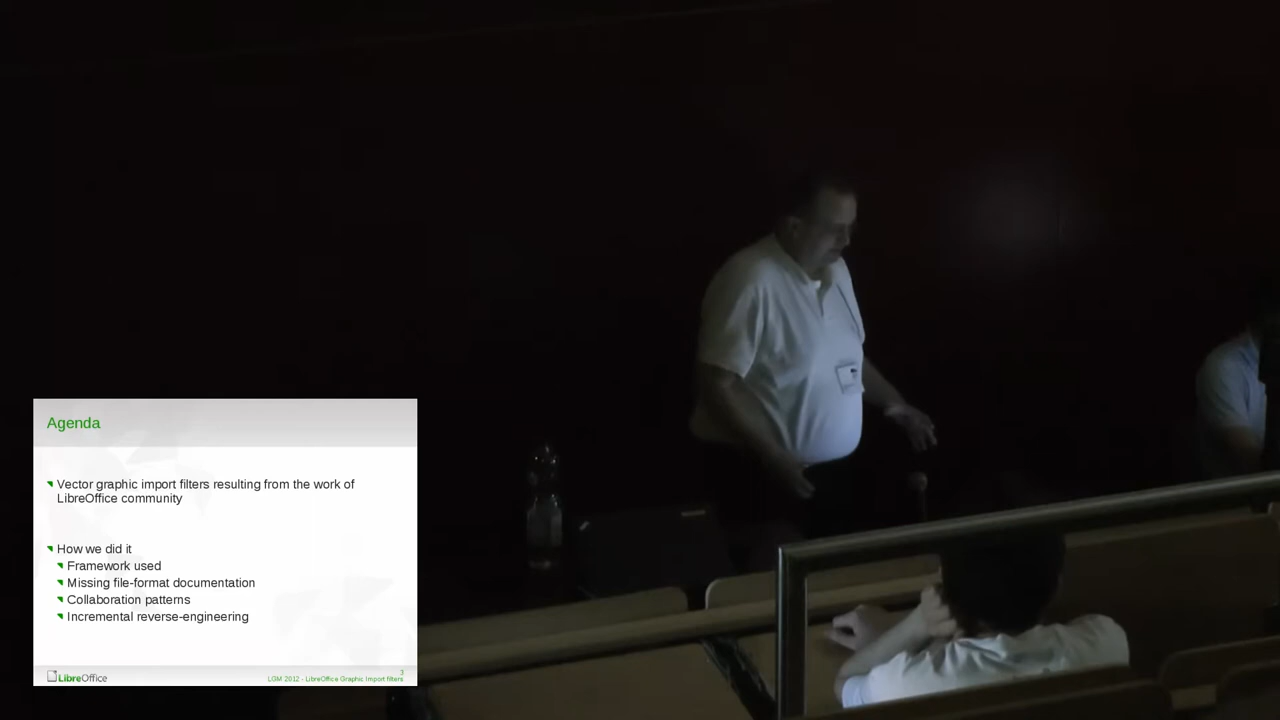 Agenda
Vector graphic import filters resulting from the work of
LibreOffice community
How we did it
Framework used
Missing file-format documentation
Collaboration patterns
Incremental reverse-engineering
LibreOffice
3
LGM 2012 - LibreOffice Graphic Import filters